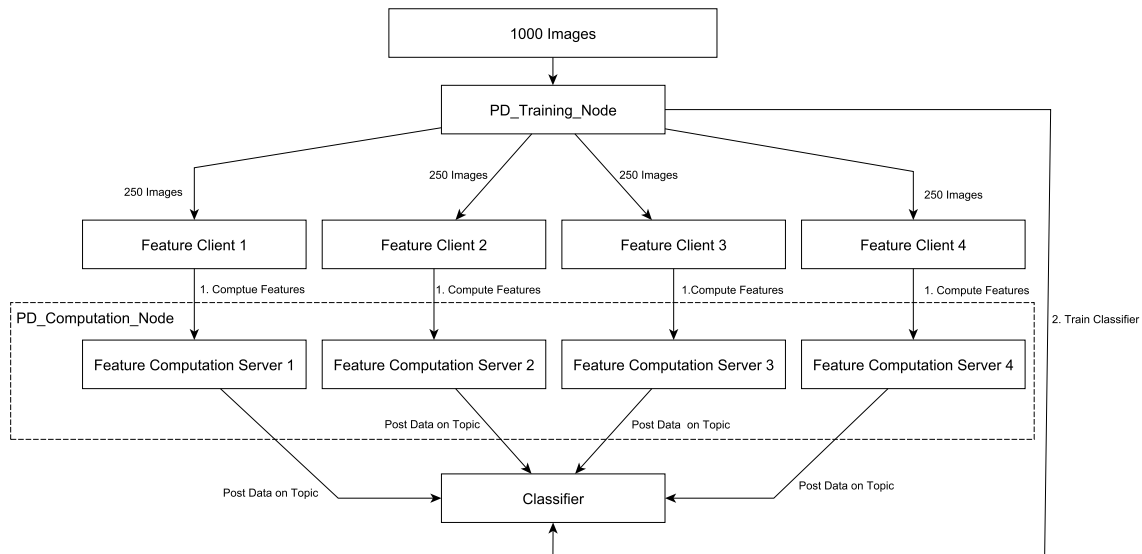 1000 Images
PD_Training_Node
250 Images
250 Images
250 Images
250 Images
Feature Client 1
Feature Client 2
Feature Client 3
Feature Client 4
1. Comptue Features
1. Compute Features
1.Compute Features
1. Compute Features
PD_Computation_Node
2. Train Classifier
Feature Computation Server 1
Feature Computation Server 2
Feature Computation Server 3
Feature Computation Server 4
Post Data on Topic
Post Data  on Topic
Post Data on Topic
Post Data on Topic
Classifier